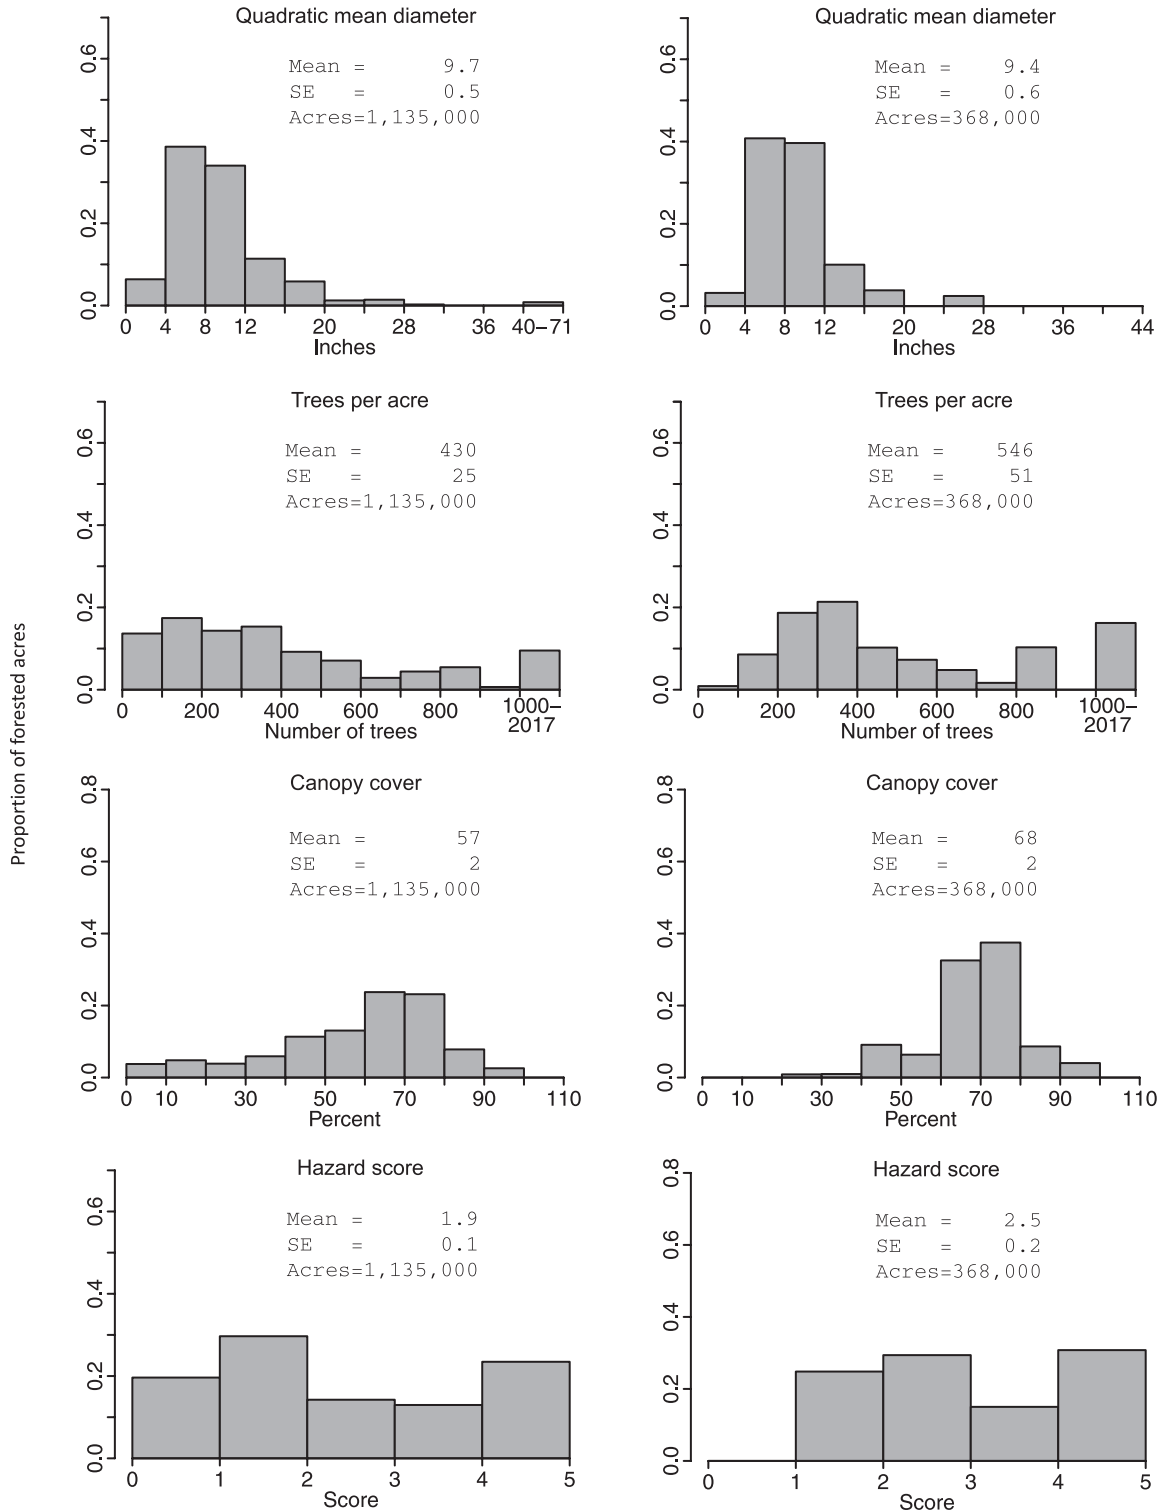 Proportion of forested acres
Quadratic mean diameter
Mean = 9.7
SE = 0.5
Acres=1,135,000
0.0 0.2 0.4 0.6
0 4 8 12 20 28 36 40–71
Inches
Quadratic mean diameter
Mean = 9.4
SE = 0.6
Acres=368,000
0.0 0.2 0.4 0.6
0 4 8 12 20 28 36 44
Inches
Trees per acre
Mean = 430
SE = 25
Acres=1,135,000
0.0 0.2 0.4 0.6
0 200 400 600 800 1000–
2017
Number of trees
Trees per acre
Mean = 546
SE = 51
Acres=368,000
0.0 0.2 0.4 0.6
0 200 400 600 800 1000–
2017
Number of trees
Canopy cover
Mean = 57
SE = 2
Acres=1,135,000
0.0 0.2 0.4 0.6 0.8
0 10 30 50 70 90 110
Percent
Canopy cover
Mean = 68
SE = 2
Acres=368,000
0.0 0.2 0.4 0.6 0.8
0 10 30 50 70 90 110
Percent
Hazard score
Mean = 1.9
SE = 0.1
Acres=1,135,000
0.0 0.2 0.4 0.6
0 1 2 3 4 5
Score
Hazard score
Mean = 2.5
SE = 0.2
Acres=368,000
0.0 0.2 0.4 0.6 0.8
0 1 2 3 4 5
Score